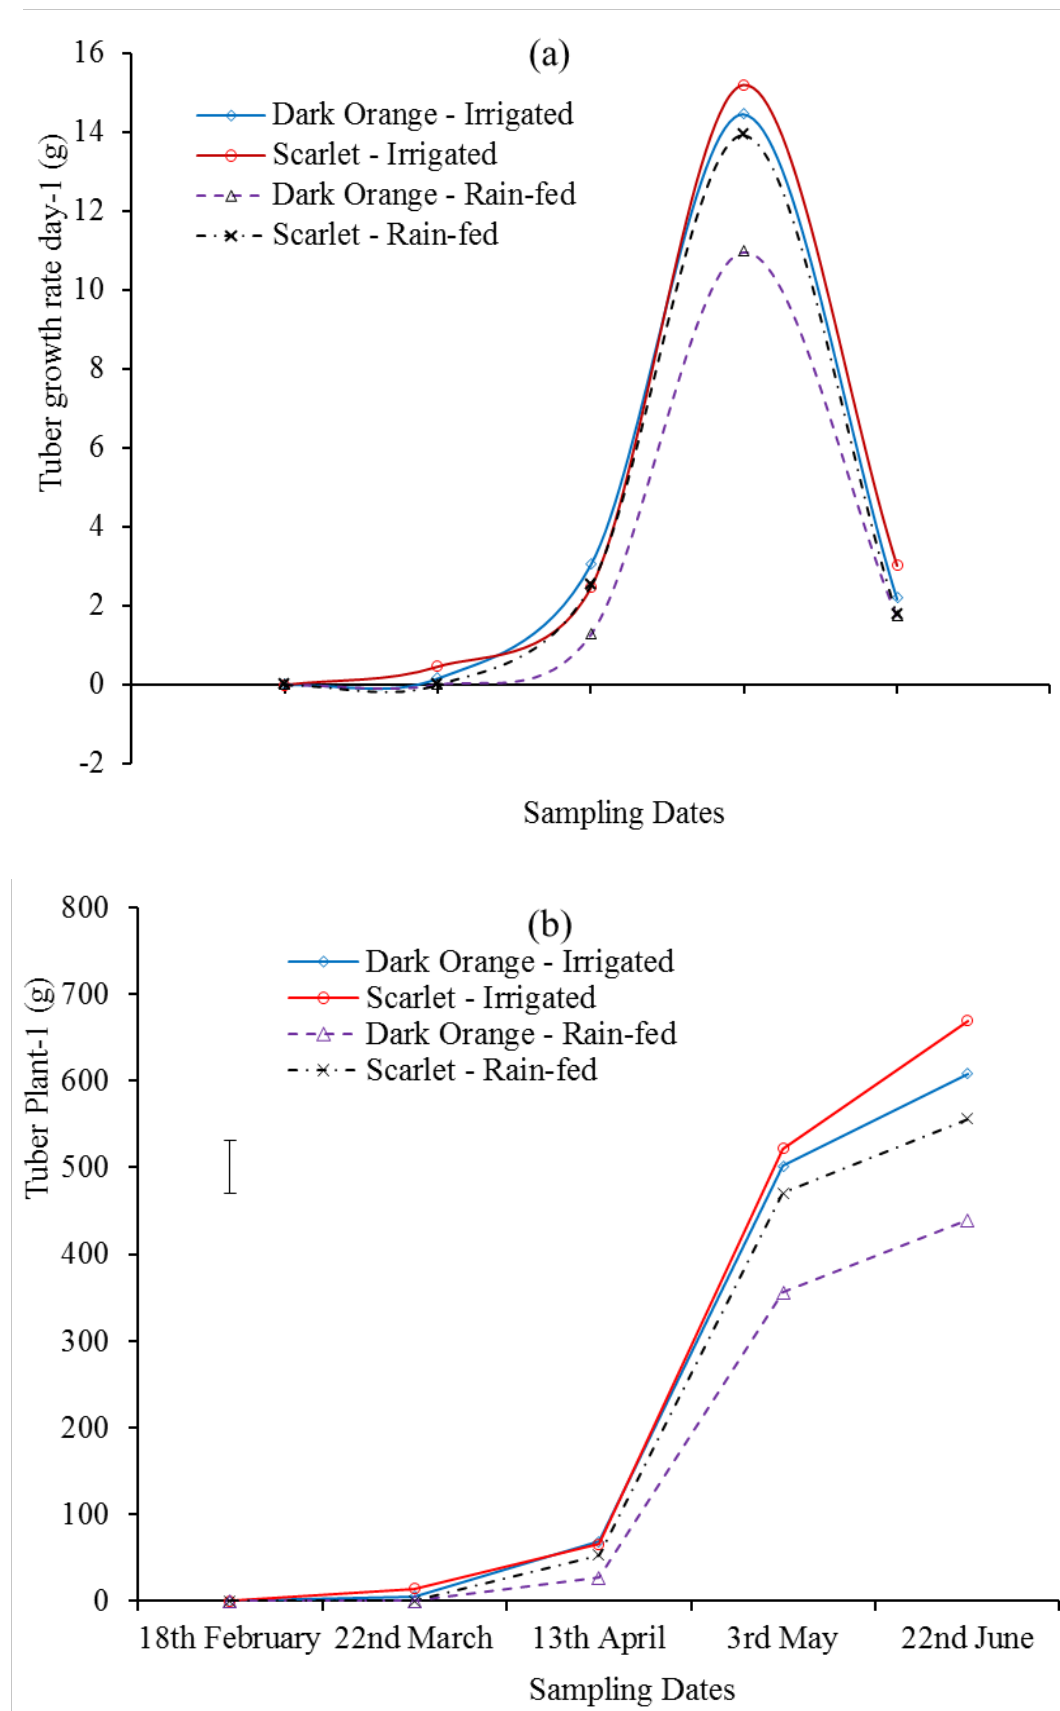 (a)
16
14
12
10
8
6
4
2
0
-2
Tuber growth rate day-1 (g)
Dark Orange - Irrigated
Scarlet - Irrigated
Dark Orange - Rain-fed
Scarlet - Rain-fed
Sampling Dates
(b)
800
700
600
500
400
300
200
100
0
Tuber Plant-1 (g)
Dark Orange - Irrigated
Scarlet - Irrigated
Dark Orange - Rain-fed
Scarlet - Rain-fed
18th February 22nd March 13th April 3rd May 22nd June
Sampling Dates